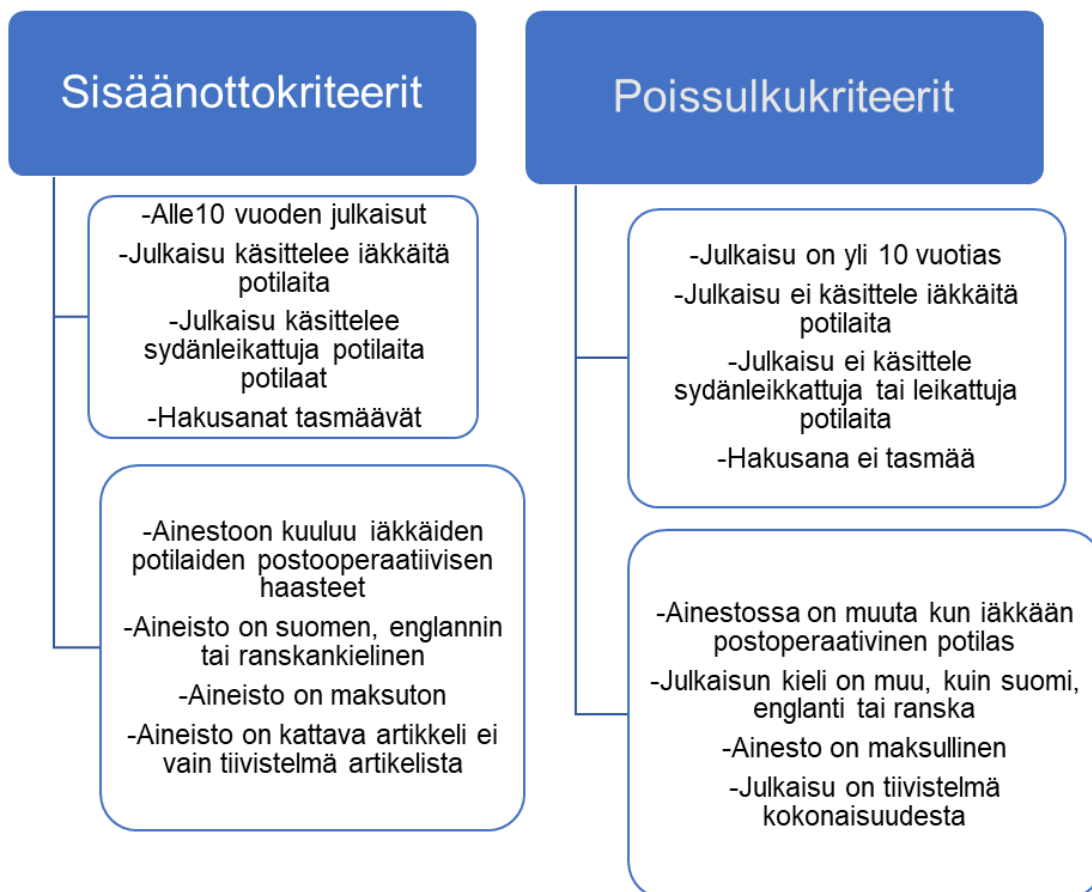 Sisäänottokriteerit
-Alle10 vuoden julkaisut
-Julkaisu käsittelee iäkkäitä
potilaita
-Julkaisu käsittelee
sydänleikattuja potilaita
potilaat
-Hakusanat tasmäävät
-Ainestoon kuuluu iäkkäiden
potilaiden postooperaatiivisen
haasteet
-Aineisto on suomen, englannin
tai ranskankielinen
-Aineisto on maksuton
-Aineisto on kattava artikkeli ei
vain tiivistelmä artikelista
Poissulkukriteerit
-Julkaisu on yli 10 vuotias
-Julkaisu ei käsittele iäkkäitä
potilaita
-Julkaisu ei käsittele
sydänleikkattuja tai leikattuja
potilaita
-Hakusana ei tasmää
-Ainestossa on muuta kun iäkkään
postoperaativinen potilas
-Julkaisun kieli on muu, kuin suomi,
englanti tai ranska
-Ainesto on maksullinen
-Julkaisu on tiivistelmä
kokonaisuudesta